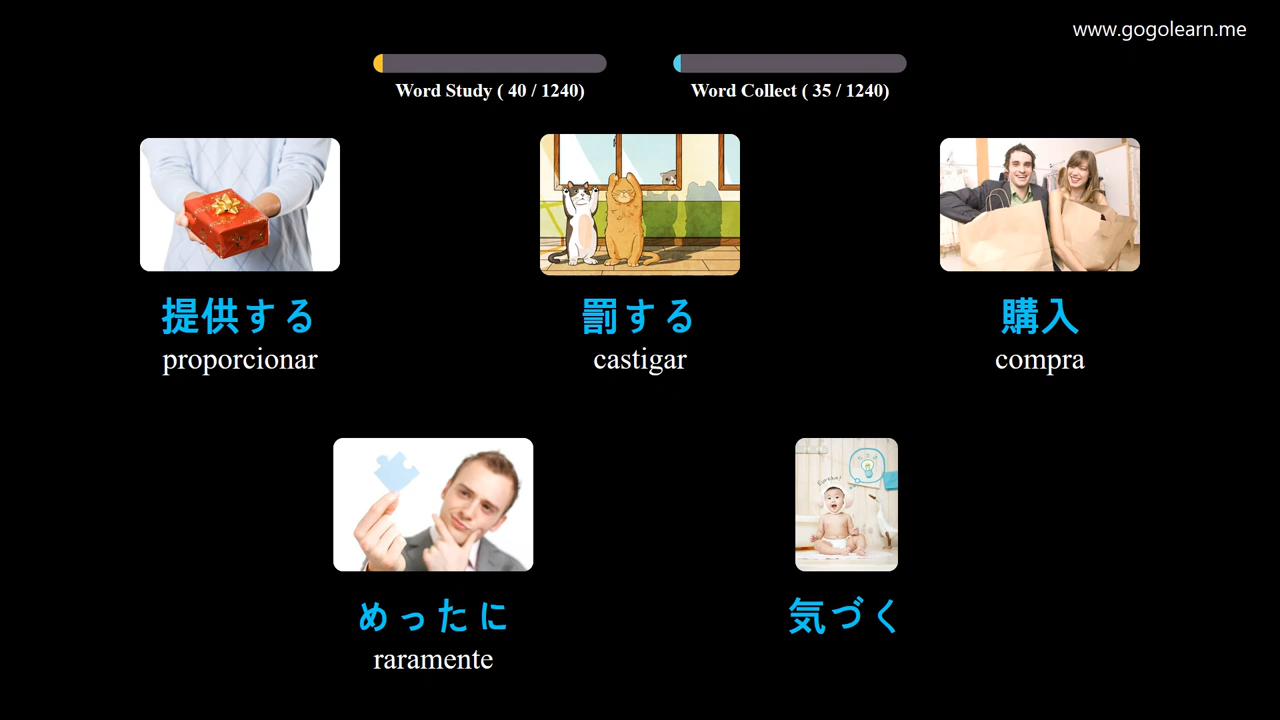 www.gogolearn.me
Word Study ( 40 / 1240)
Word Collect ( 35 / 1240)
提供する
proporcionar
罰する
castigar
購入
compra
めったに
raramente
Eureka!
気づく